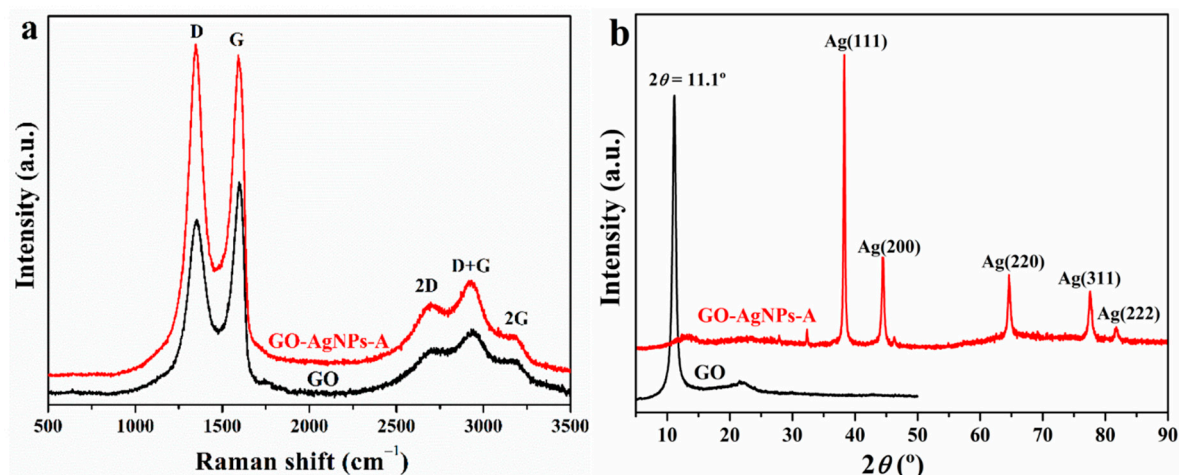 a
D
G
2D
D+G
2G
GO-AgNPs-A
GO
500 1000 1500 2000 2500 3000 3500
Raman shift (cm⁻¹)
Intensity (a.u.)
b
Ag(111)
2θ = 11.1º
Ag(200)
Ag(220)
Ag(311)
Ag(222)
GO-AgNPs-A
GO
10 20 30 40 50 60 70 80 90
2θ (º)
Intensity (a.u.)